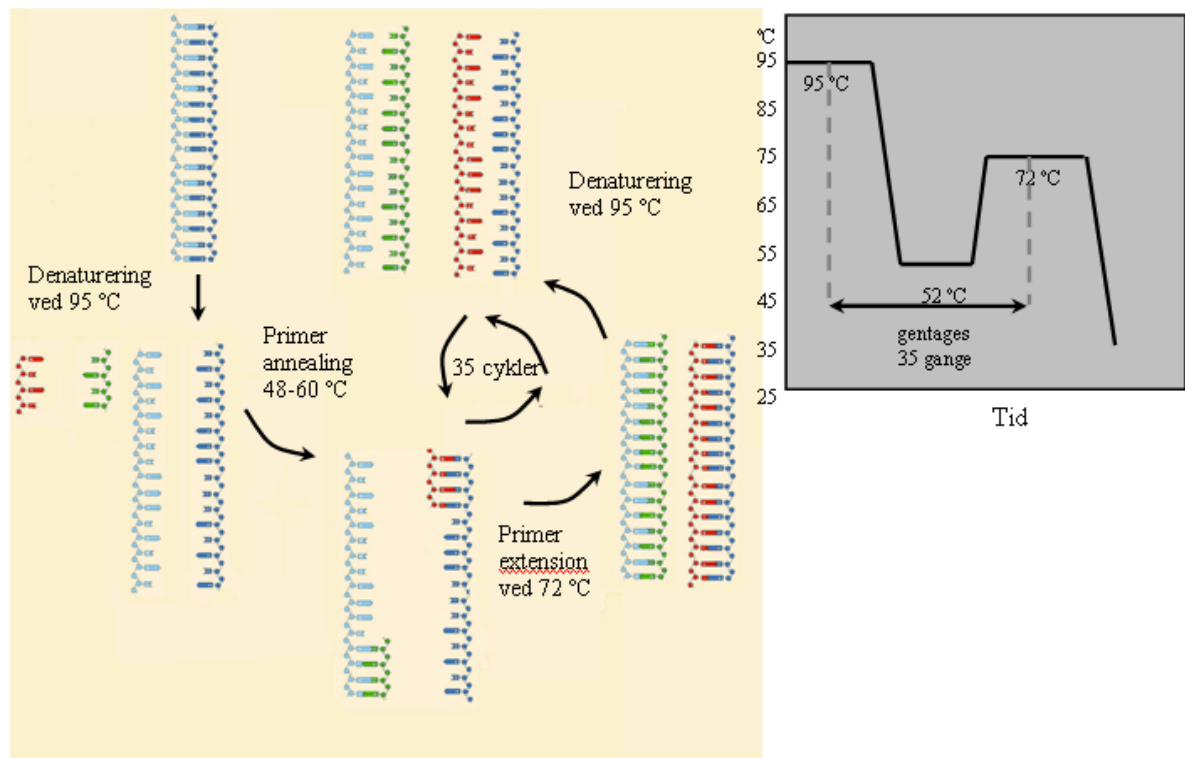 Denaturering
ved 95 °C
Primer
annealing
48-60 °C
35 cykler
Denaturering
ved 95 °C
Primer
extension
ved 72 °C
°C
95
85
75
65
55
45
35
25
95 °C
72 °C
52 °C
gentages
35 gange
Tid